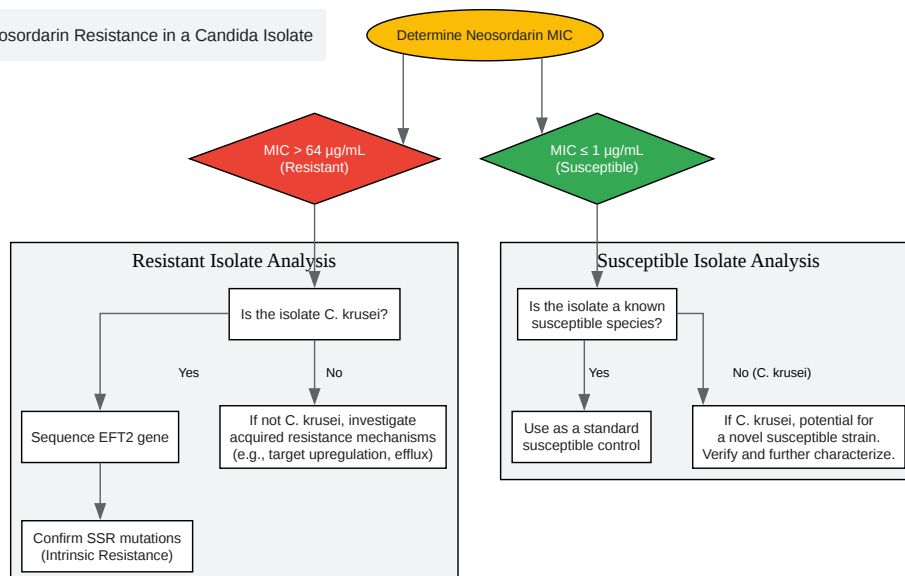 Resistance in a Candida Isolate
Determine Neosordarin MIC
MIC > 64 µg/mL
(Resistant)
MIC ≤ 1 µg/mL
(Susceptible)
Resistant Isolate Analysis
Susceptible Isolate Analysis
Is the isolate C. krusei?
Is the isolate a known
susceptible species?
Yes
No
Yes
No (C. krusei)
Sequence EFT2 gene
If not C. krusei, investigate
acquired resistance mechanisms
(e.g., target upregulation, efflux)
Use as a standard
susceptible control
If C. krusei, potential for
a novel susceptible strain.
Verify and further characterize.
Confirm SSR mutations
(Intrinsic Resistance)